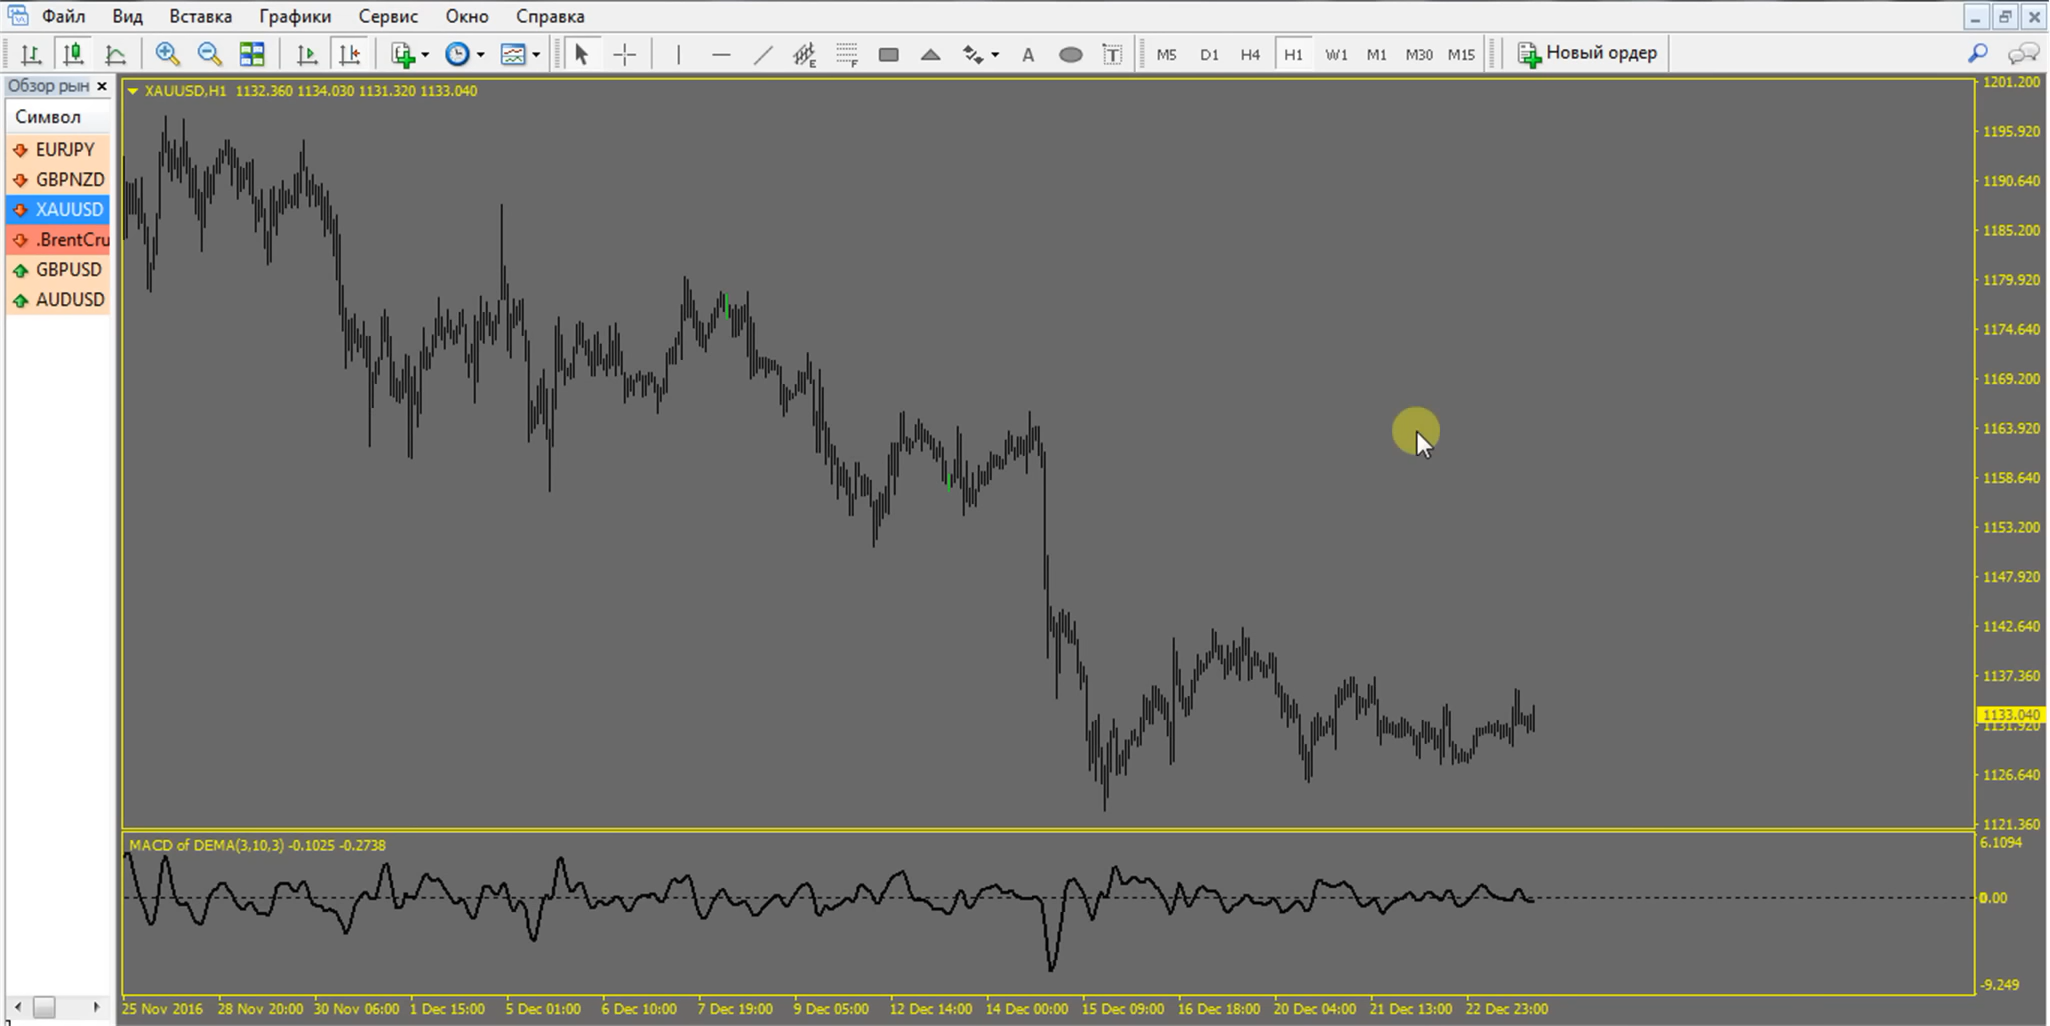 Файл Вид Вставка Графики Сервис Окно Справка
E F A T M5 D1 H4 H1 W1 M1 M30 M15 Новый ордер
Обзор рын
Символ
EURJPY
GBPNZD
XAUUSD
.BrentCru
GBPUSD
AUDUSD
XAUUSD,H1 1132.360 1134.030 1131.320 1133.040
1201.200
1195.920
1190.640
1185.200
1179.920
1174.640
1169.200
1163.920
1158.640
1153.200
1147.920
1142.640
1137.360
1133.040
1131.920
1126.640
1121.360
MACD of DEMA(3,10,3) -0.1025 -0.2738
6.1094
0.00
-9.249
25 Nov 2016 28 Nov 20:00 30 Nov 06:00 1 Dec 15:00 5 Dec 01:00 6 Dec 10:00 7 Dec 19:00 9 Dec 05:00 12 Dec 14:00 14 Dec 00:00 15 Dec 09:00 16 Dec 18:00 20 Dec 04:00 21 Dec 13:00 22 Dec 23:00